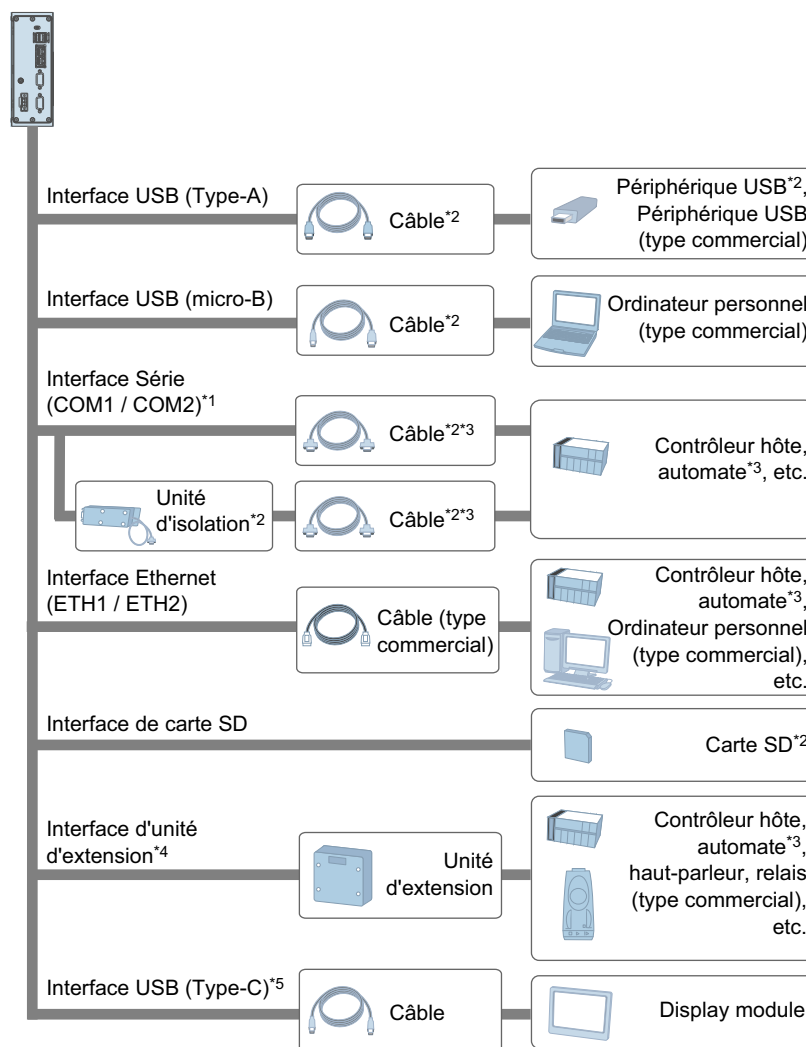 Interface USB (Type-A)
Câble*2
Périphérique USB*2,
Périphérique USB
(type commercial)
Interface USB (micro-B)
Câble*2
Ordinateur personnel
(type commercial)
Interface Série
(COM1 / COM2)*1
Câble*2*3
Contrôleur hôte,
automate*3, etc.
Unité
d'isolation*2
Câble*2*3
Interface Ethernet
(ETH1 / ETH2)
Câble (type
commercial)
Contrôleur hôte,
automate*3,
Ordinateur personnel
(type commercial),
etc.
Interface de carte SD
Carte SD*2
Interface d'unité
d'extension*4
Unité
d'extension
Contrôleur hôte,
automate*3,
haut-parleur, relais
(type commercial),
etc.
Interface USB (Type-C)*5
Câble
Display module